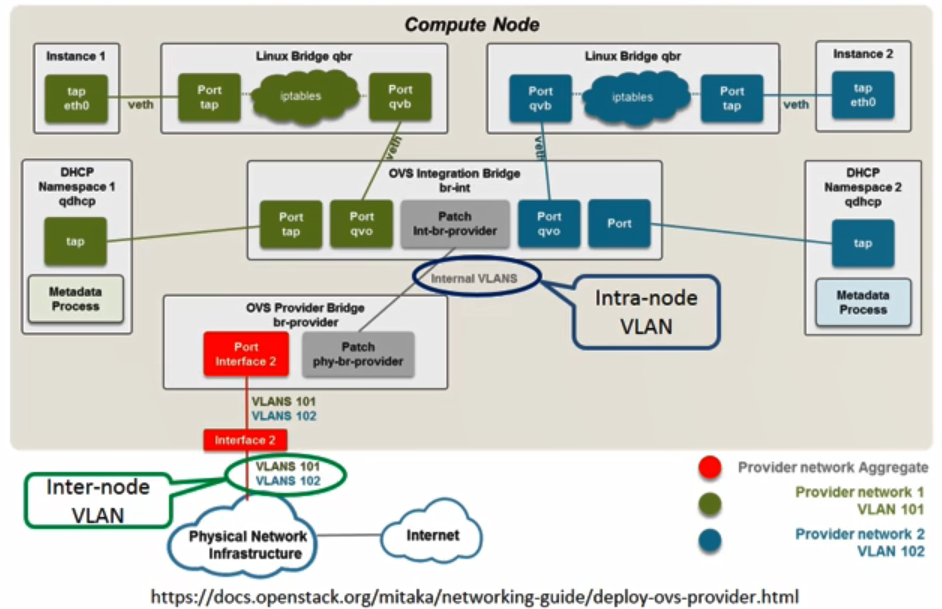 Compute Node
Instance 1
tap
eth0
veth
Linux Bridge qbr
Port
tap
iptables
Port
qvb
veth
Linux Bridge qbr
Port
qvb
iptables
Port
tap
veth
Instance 2
tap
eth0
veth
DHCP
Namespace 1
qdhcp
tap
Metadata
Process
OVS Integration Bridge
br-int
Port
tap
Port
qvo
Patch
Int-br-provider
Port
qvo
Port
DHCP
Namespace 2
qdhcp
tap
Metadata
Process
Internal VLANS
Intra-node
VLAN
OVS Provider Bridge
br-provider
Port
Interface 2
Patch
phy-br-provider
VLANS 101
VLANS 102
Interface 2
VLANS 101
VLANS 102
Inter-node
VLAN
Physical Network
Infrastructure
Internet
Provider network Aggregate
Provider network 1
VLAN 101
Provider network 2
VLAN 102
https://docs.openstack.org/mitaka/networking-guide/deploy-ovs-provider.html